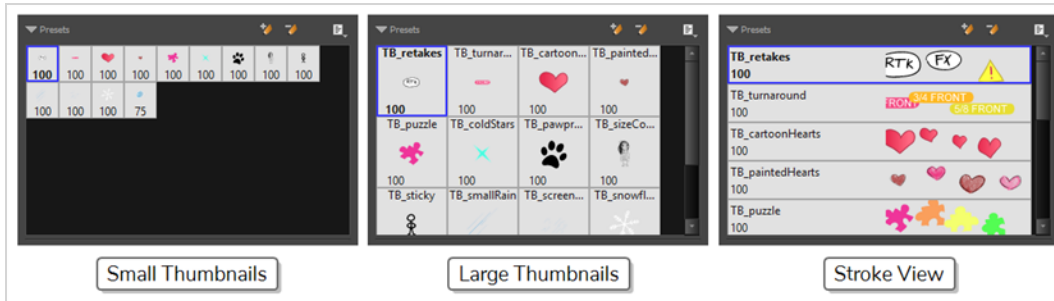 Presets
100 100 100 100 100 100 100 100 100
100 100 100 75
Small Thumbnails
Presets
TB_retakes TB_turnar... TB_cartoon... TB_painted...
RTK
100 100 100 100
TB_puzzle TB_coldStars TB_pawpr... TB_sizeCo...
100 100 100 100
TB_sticky TB_smallRain TB_screen... TB_snowfl...
Large Thumbnails
Presets
TB_retakes
100
RTK FX
TB_turnaround
100
FRONT 3/4 FRONT 5/8 FRONT
TB_cartoonHearts
100
TB_paintedHearts
100
TB_puzzle
100
Stroke View